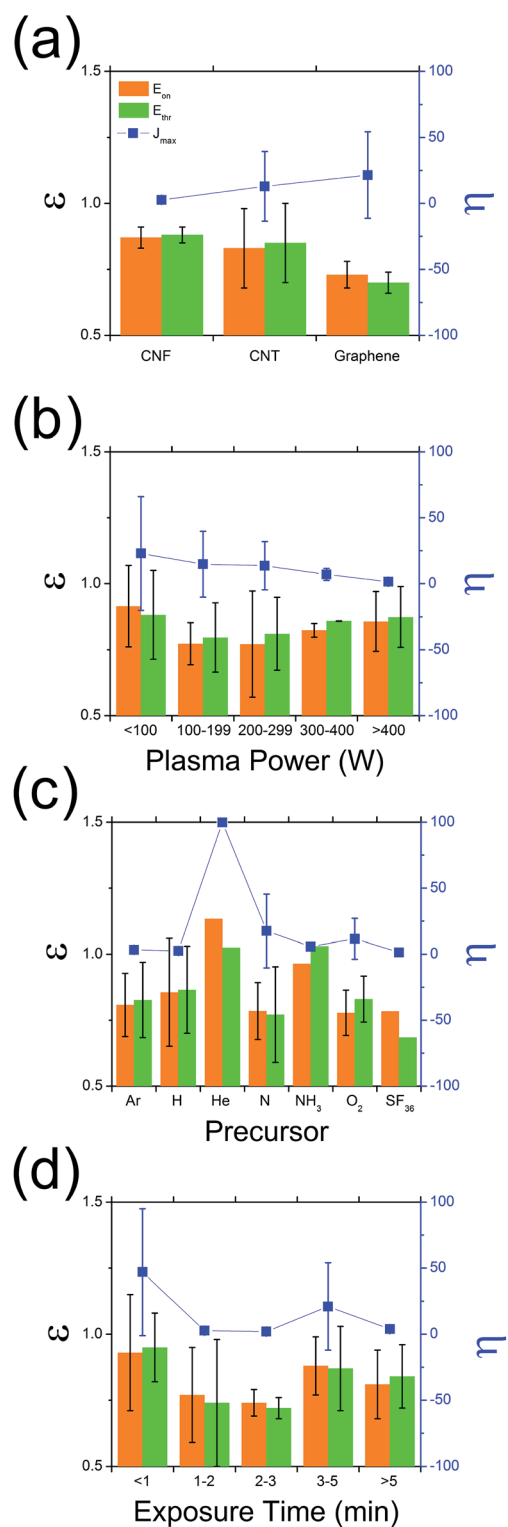 (a)
1.5
100
E_on
E_thr
J_max
50
ε
1.0
0
η
-50
0.5
-100
CNF CNT Graphene
(b)
1.5
100
50
ε
1.0
0
η
-50
0.5
-100
<100 100-199 200-299 300-400 >400
Plasma Power (W)
(c)
1.5
100
50
ε
1.0
0
η
-50
0.5
-100
Ar H He N NH₃ O₂ SF₃₆
Precursor
(d)
1.5
100
50
ε
1.0
0
η
-50
0.5
-100
<1 1-2 2-3 3-5 >5
Exposure Time (min)